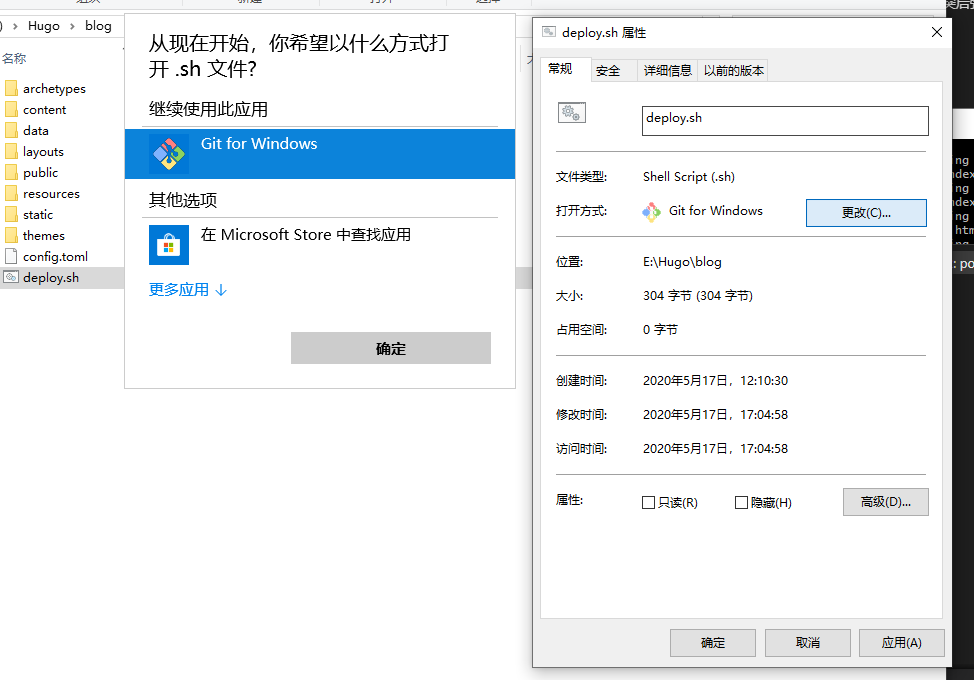 Hugo > blog
名称
archetypes
content
data
layouts
public
resources
static
themes
config.toml
deploy.sh
从现在开始，你希望以什么方式打
开 .sh 文件?
继续使用此应用
Git for Windows
其他选项
在 Microsoft Store 中查找应用
更多应用 ↓
确定
deploy.sh 属性
常规
安全
详细信息
以前的版本
deploy.sh
文件类型: Shell Script (.sh)
打开方式: Git for Windows 更改(C)...
位置: E:\Hugo\blog
大小: 304 字节 (304 字节)
占用空间: 0 字节
创建时间: 2020年5月17日，12:10:30
修改时间: 2020年5月17日，17:04:58
访问时间: 2020年5月17日，17:04:58
属性: 只读(R) 隐藏(H) 高级(D)...
确定 取消 应用(A)